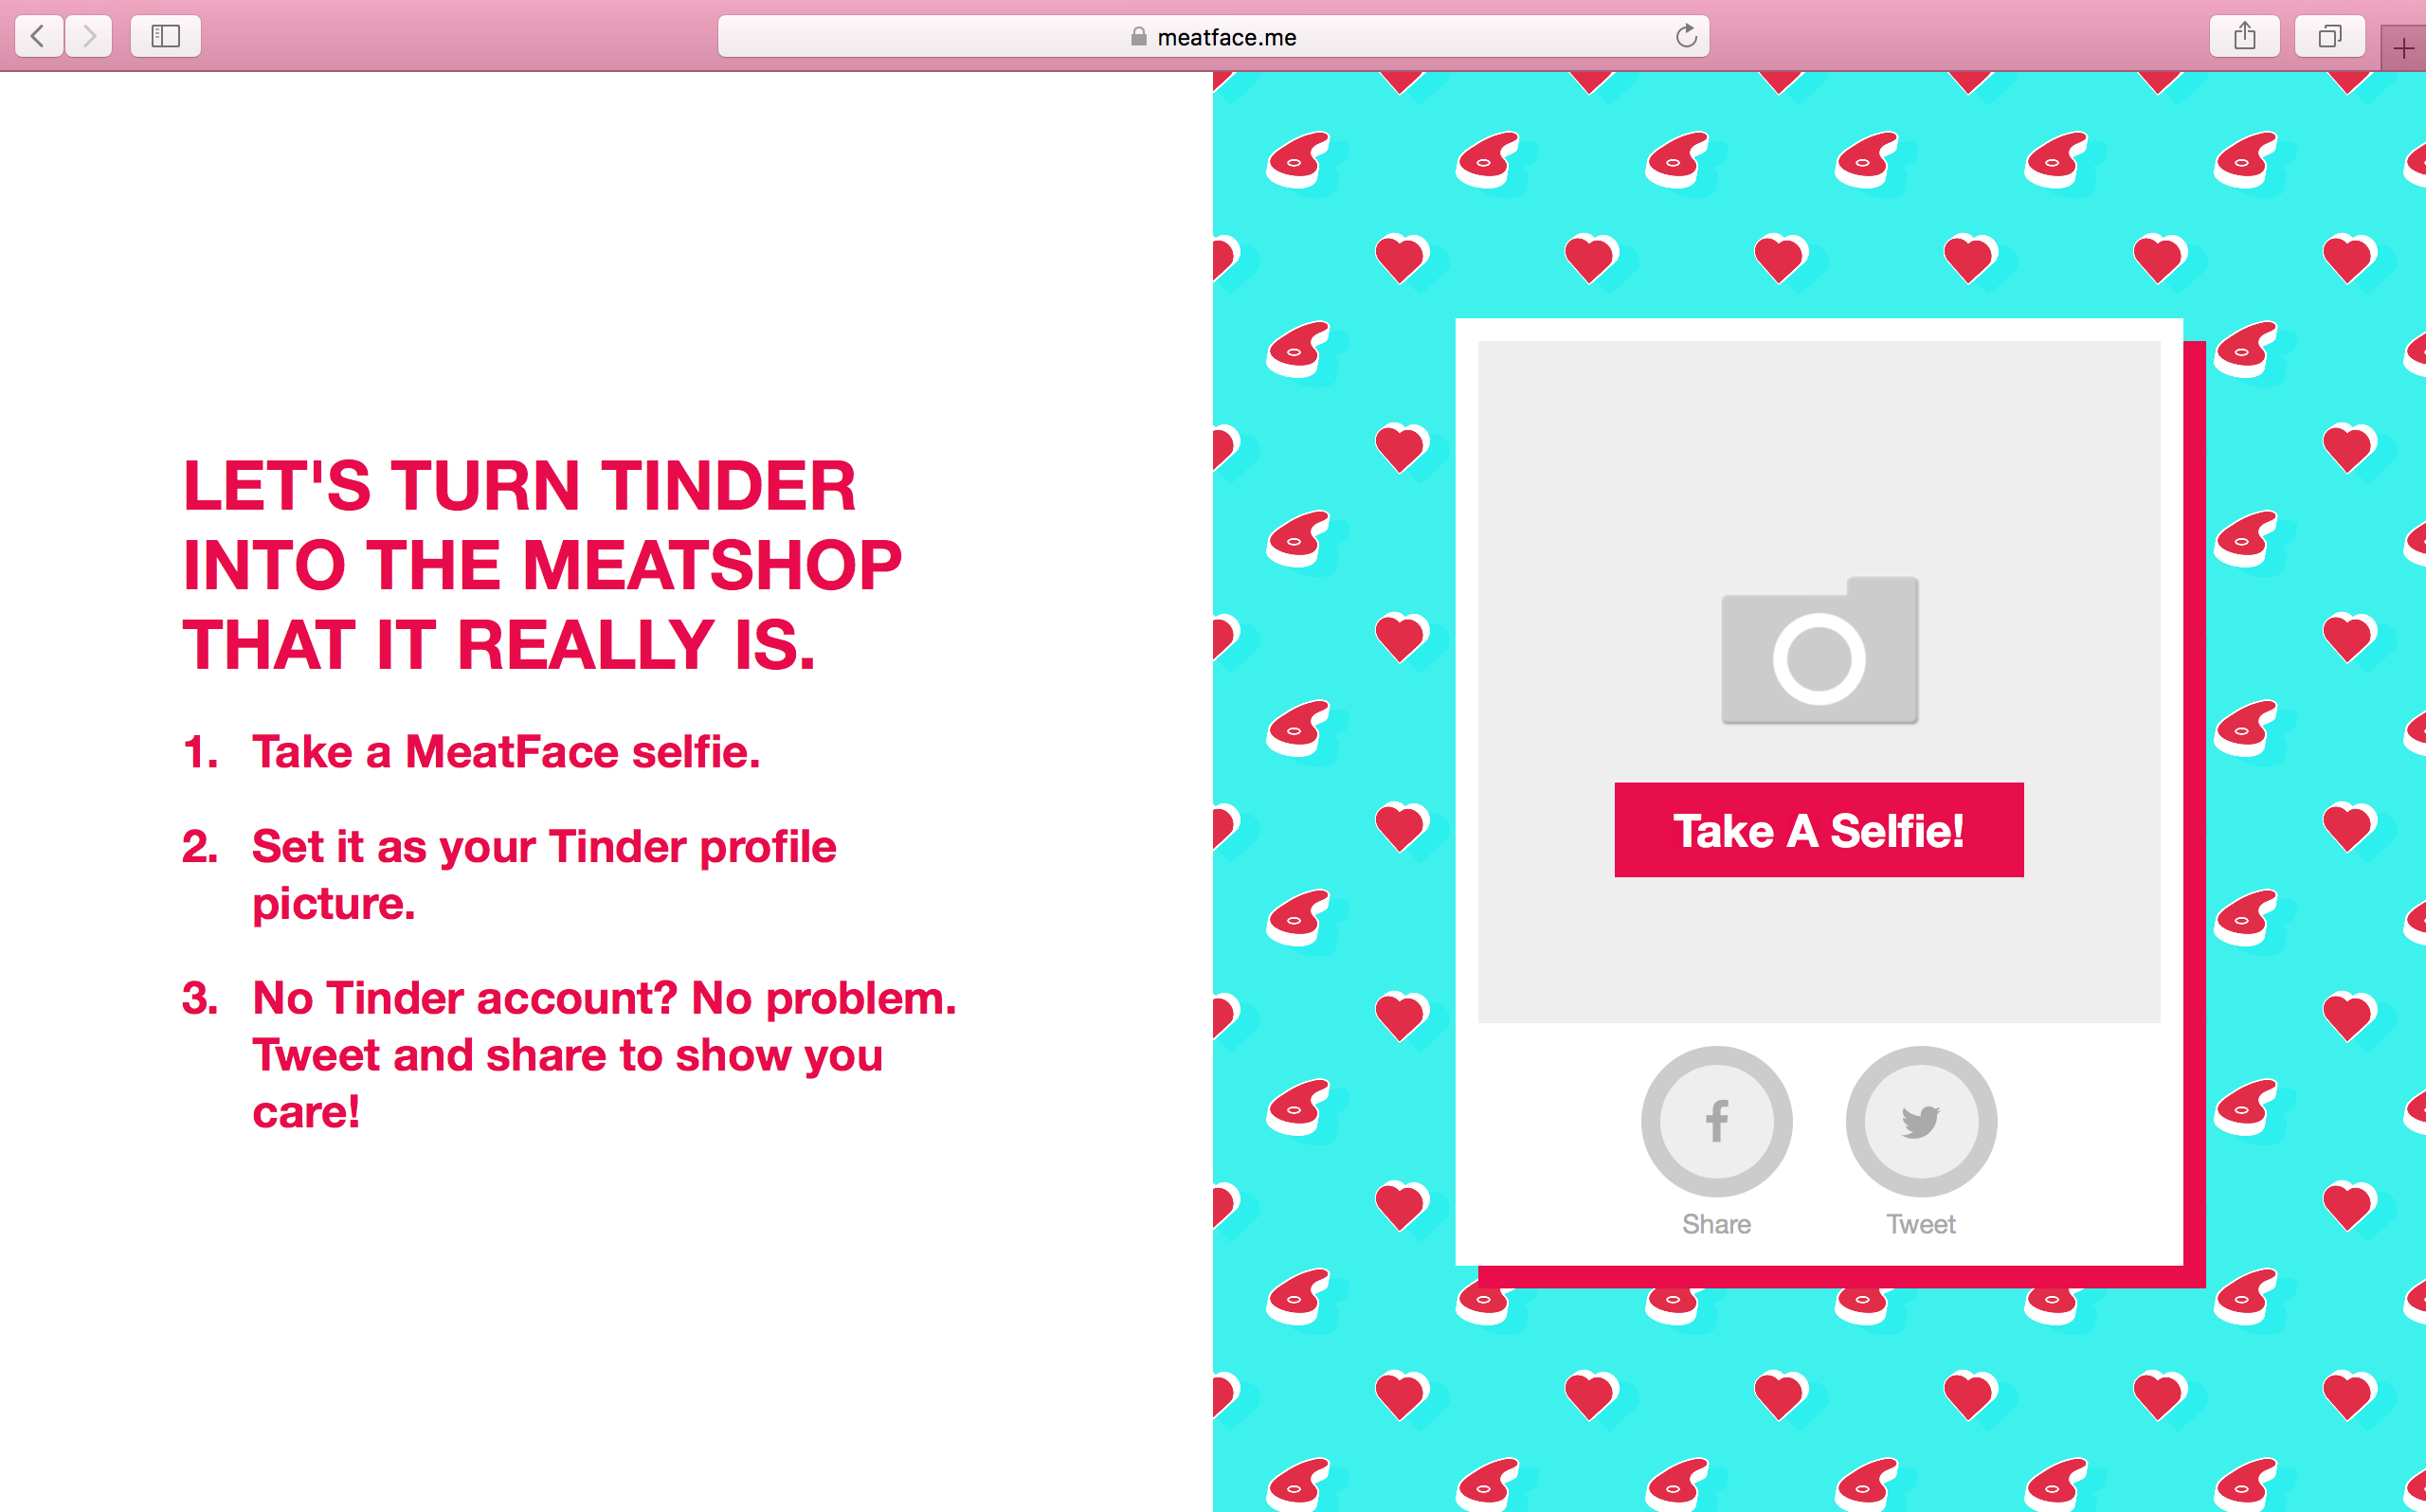 meatface.me
LET'S TURN TINDER
INTO THE MEATSHOP
THAT IT REALLY IS.
1. Take a MeatFace selfie.
2. Set it as your Tinder profile
picture.
3. No Tinder account? No problem.
Tweet and share to show you
care!
Take A Selfie!
Share
Tweet